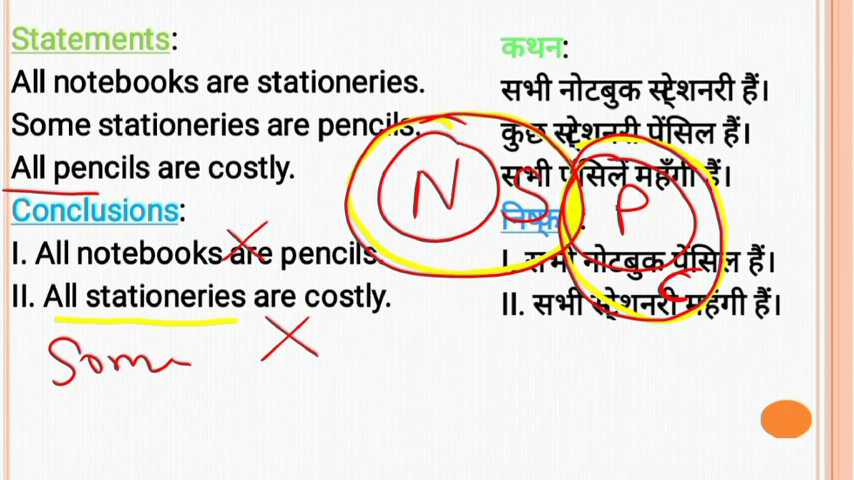 Statements:
All notebooks are stationeries.
Some stationeries are pencils.
All pencils are costly.
Conclusions:
I. All notebooks are pencils.
II. All stationeries are costly.
Some
कथन:
सभी नोटबुक स्टेशनरी हैं।
कुछ स्टेशनरी पेंसिल हैं।
सभी पेंसिलें महँगी हैं।
:
I. सभी नोटबुक पेंसिल हैं।
II. सभी स्टेशनरी महंगी हैं।
N S P
C